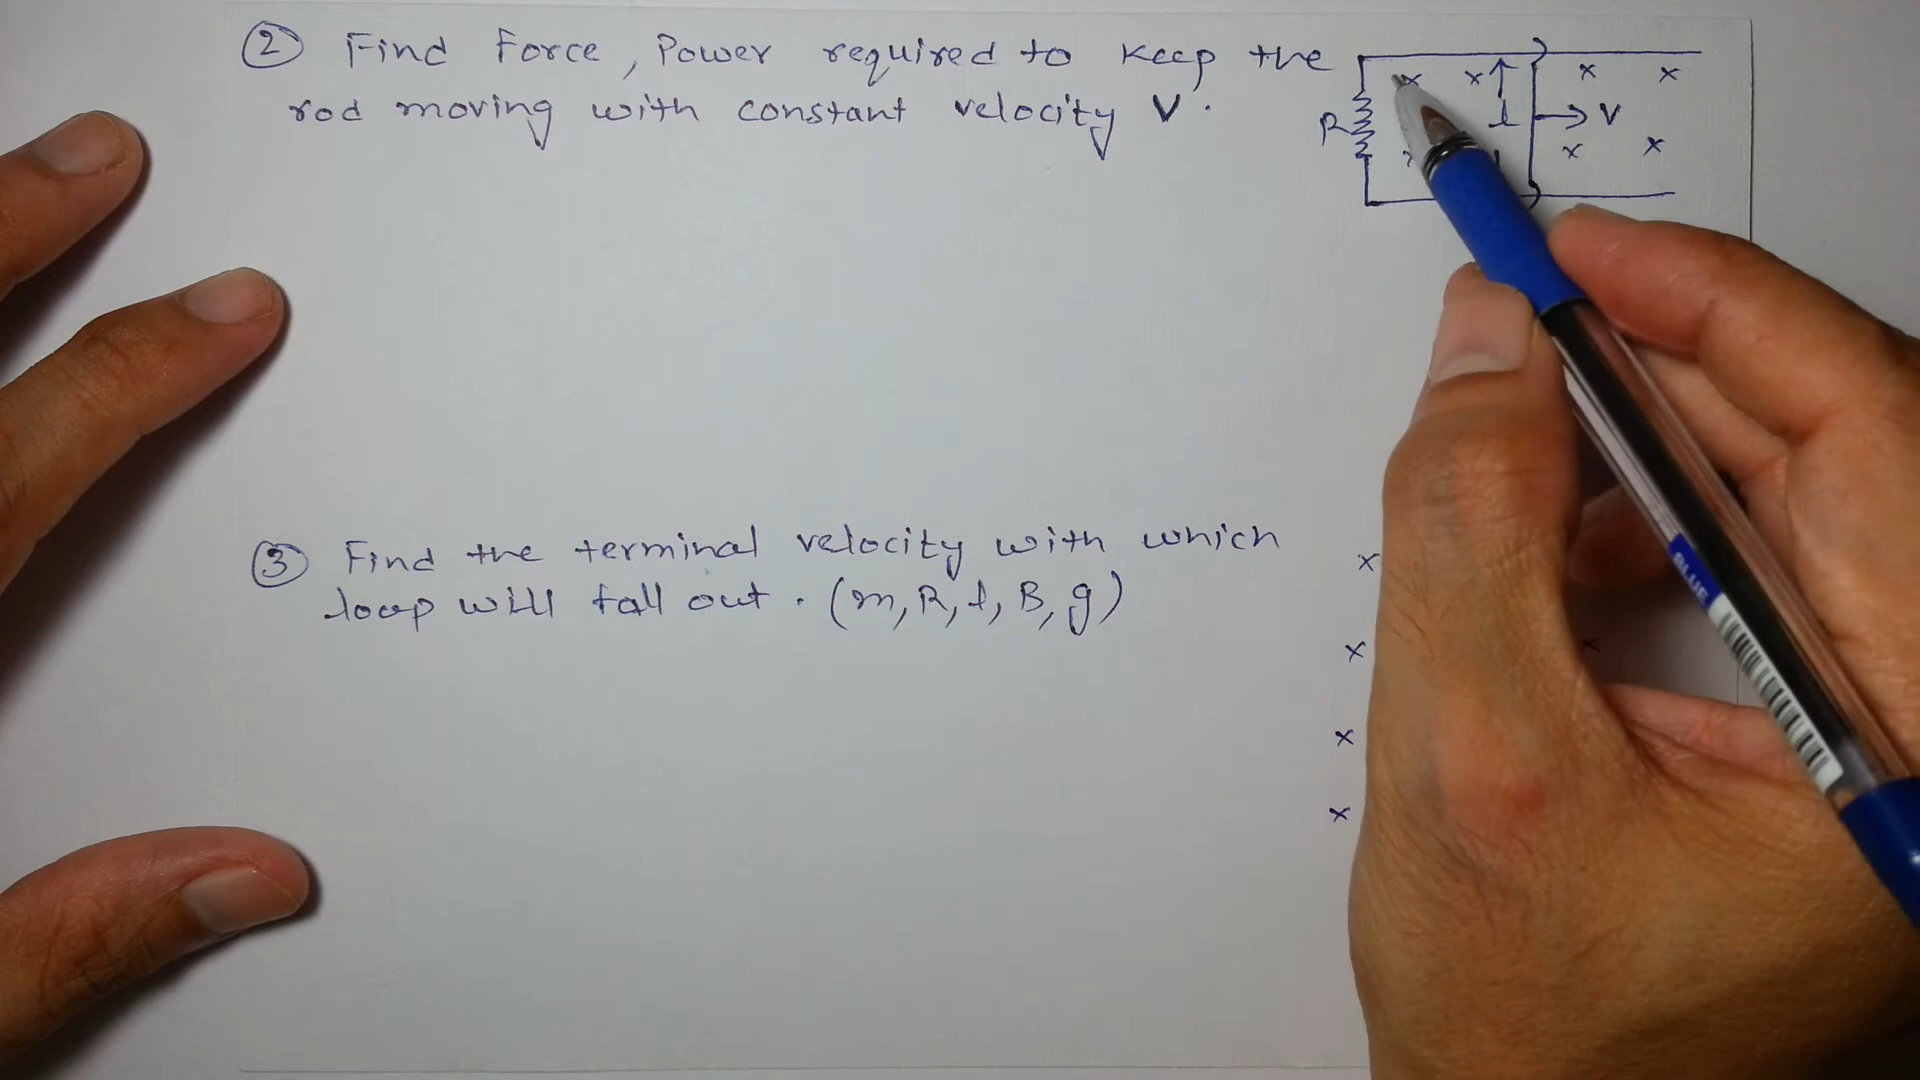 ② Find Force, Power required to keep the
rod moving with constant velocity V.
R
l
V
③ Find the terminal velocity with which
loop will fall out. (m, R, l, B, g)
BLUE